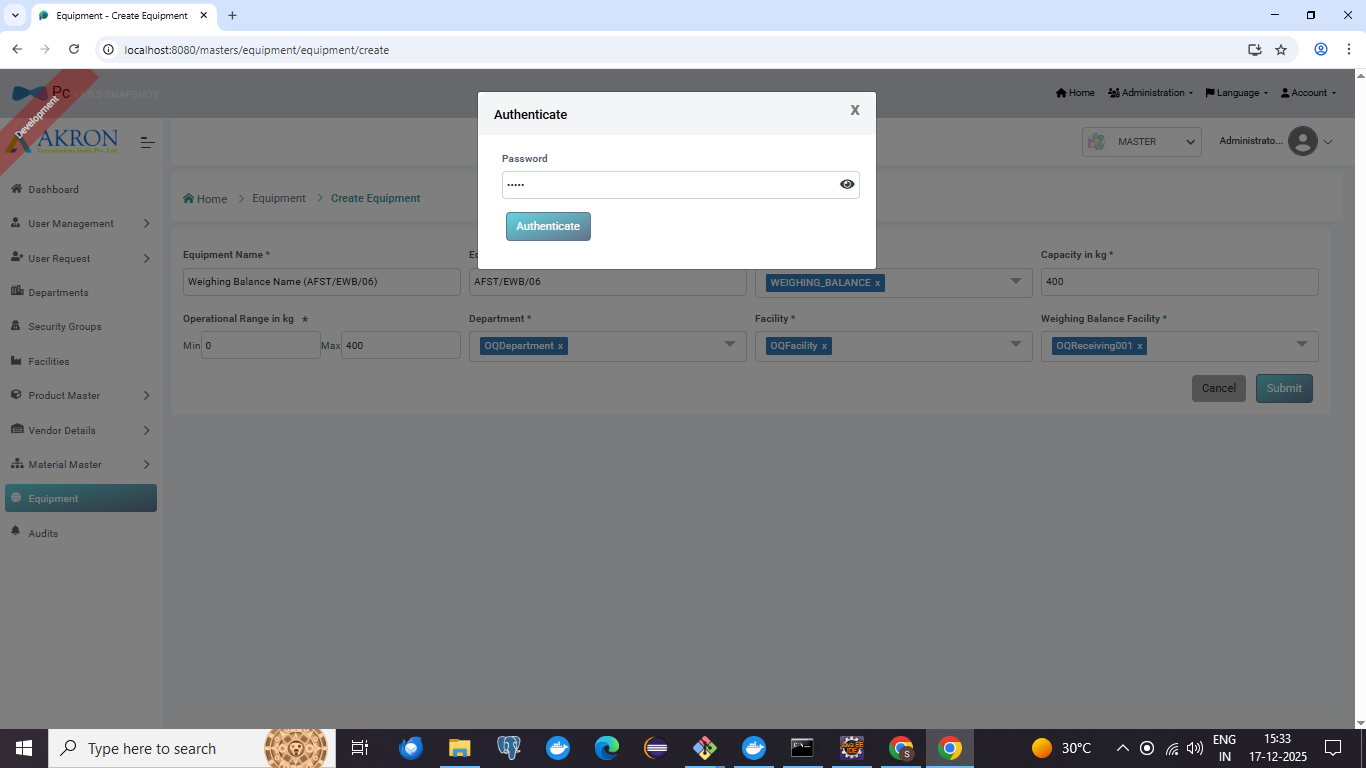 Equipment - Create Equipment
localhost:8080/masters/equipment/equipment/create
Pc
Development
AKRON
Home
Administration
Language
Account
MASTER
Administrato...
Dashboard
User Management
User Request
Departments
Security Groups
Facilities
Product Master
Vendor Details
Material Master
Equipment
Audits
Home > Equipment > Create Equipment
Authenticate
X
Password
•••••
Authenticate
Equipment Name *
Capacity in kg *
Weighing Balance Name (AFST/EWB/06)
AFST/EWB/06
WEIGHING_BALANCE x
400
Operational Range in kg *
Department *
Facility *
Weighing Balance Facility *
Min 0 Max 400
OQDepartment x
OQFacility x
OQReceiving001 x
Cancel
Submit
Type here to search
30°C
ENG
IN
15:33
17-12-2025